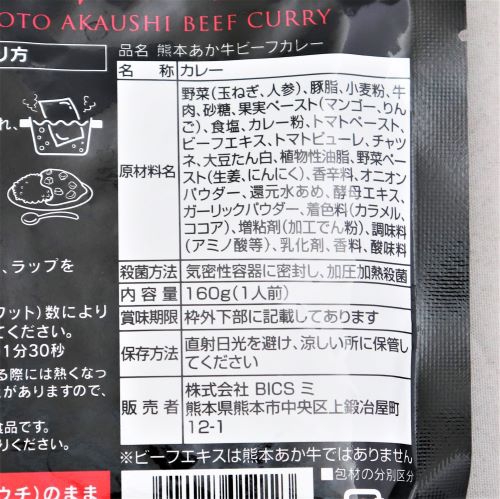 OTO AKAUSHI BEEF CURRY
品名 熊本あか牛ビーフカレー
り方
名 称 カレー
原材料名 野菜(玉ねぎ、人参)、豚脂、小麦粉、牛
肉、砂糖、果実ペースト(マンゴー、りん
ご)、食塩、カレー粉、トマトペースト、
ビーフエキス、トマトピューレ、チャツ
ネ、大豆たん白、植物性油脂、野菜ペー
スト(生姜、にんにく)、香辛料、オニオン
パウダー、還元水あめ、酵母エキス、
ガーリックパウダー、着色料(カラメル、
ココア)、増粘剤(加工でん粉)、調味料
(アミノ酸等)、乳化剤、香料、酸味料
殺菌方法 気密性容器に密封し、加圧加熱殺菌
内 容 量 160g(1人前)
賞味期限 枠外下部に記載してあります
保存方法 直射日光を避け、涼しい所に保管し
てください
販 売 者 株式会社 BICS ミ
熊本県熊本市中央区上鍛冶屋町
12-1
※ビーフエキスは熊本あか牛ではありません
■包材の分別区分
れ、
、ラップを
ワット)数により
てください。
1分30秒
る際には熱くなっ
がありますので、
食品です。
りください。
ウチ)のまま